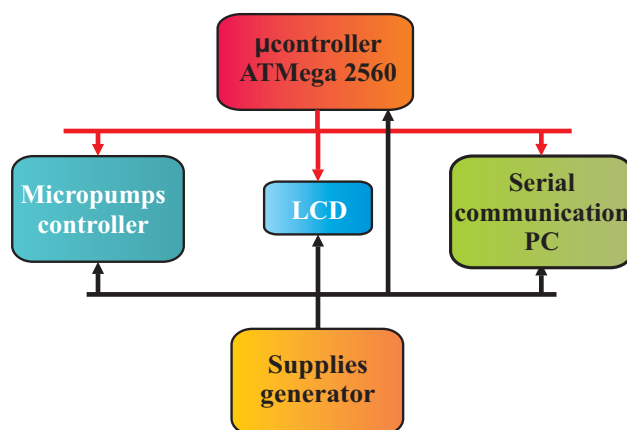 μcontroller
ATMega 2560
Micropumps
controller
LCD
Serial
communication
PC
Supplies
generator